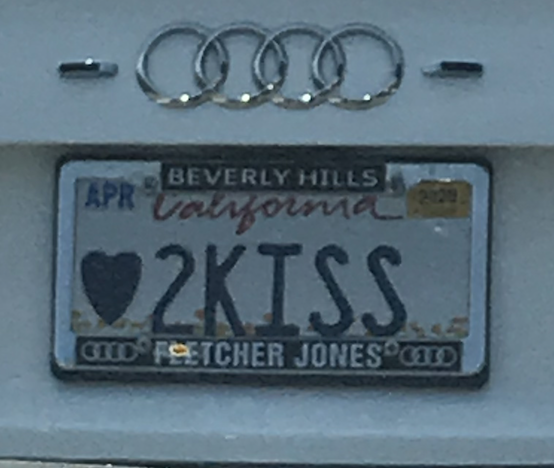 BEVERLY HILLS
APR California 2020
♥2KISS
FLETCHER JONES